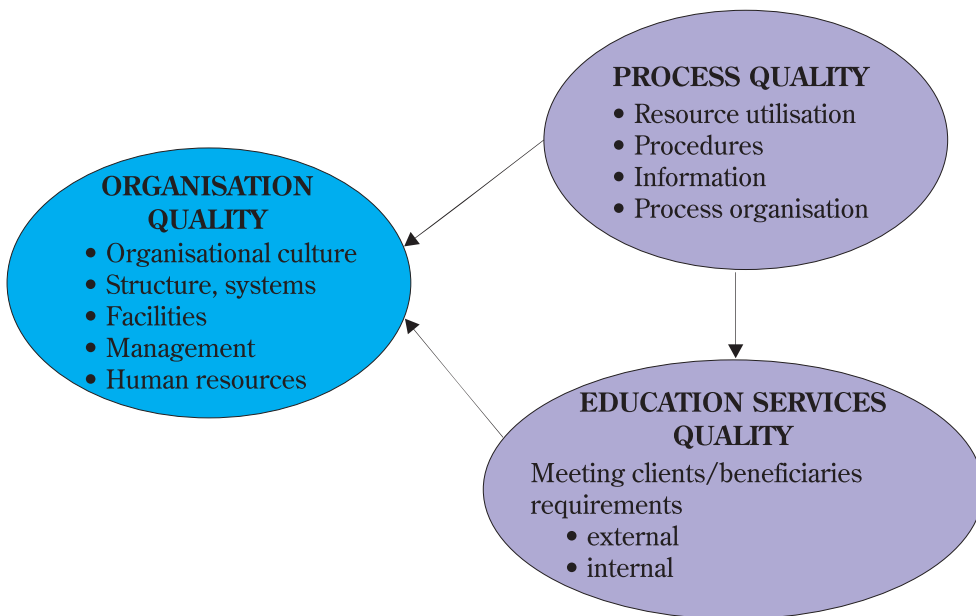 PROCESS QUALITY
• Resource utilisation
• Procedures
• Information
• Process organisation
ORGANISATION
QUALITY
• Organisational culture
• Structure, systems
• Facilities
• Management
• Human resources
EDUCATION SERVICES
QUALITY
Meeting clients/beneficiaries
requirements
• external
• internal